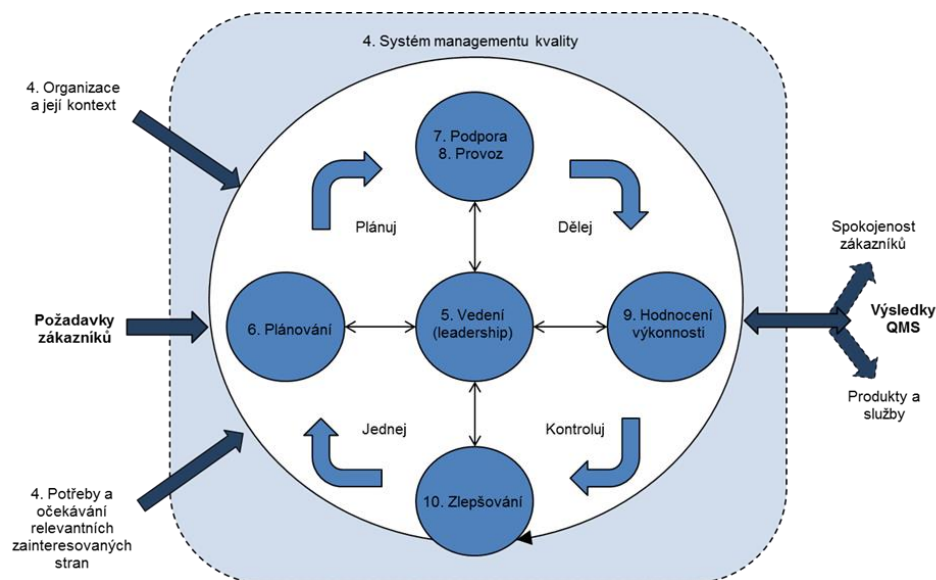 4. Systém managementu kvality
4. Organizace
a její kontext
7. Podpora
8. Provoz
Plánuj
Dělej
Spokojenost
zákazníků
Požadavky
zákazníků
6. Plánování
5. Vedení
(leadership)
9. Hodnocení
výkonnosti
Výsledky
QMS
Produkty a
služby
Jednej
Kontroluj
10. Zlepšování
4. Potřeby a
očekávání
relevantních
zainteresovaných
stran